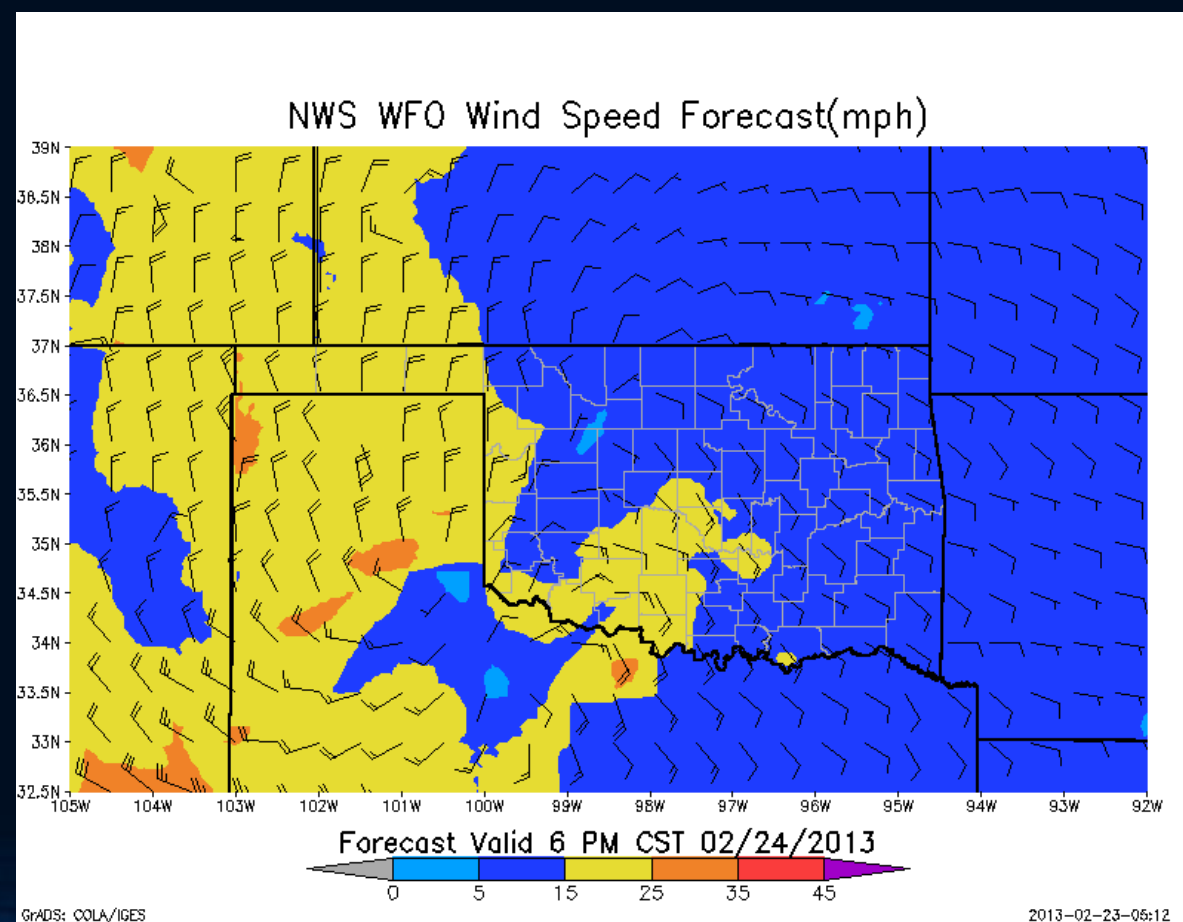 NWS WFO Wind Speed Forecast(mph)
39N
38.5N
38N
37.5N
37N
36.5N
36N
35.5N
35N
34.5N
34N
33.5N
33N
32.5N
105W 104W 103W 102W 101W 100W 99W 98W 97W 96W 95W 94W 93W 92W
Forecast Valid 6 PM CST 02/24/2013
0 5 15 25 35 45
GrADS: COLA/IGES
2013-02-23-05:12